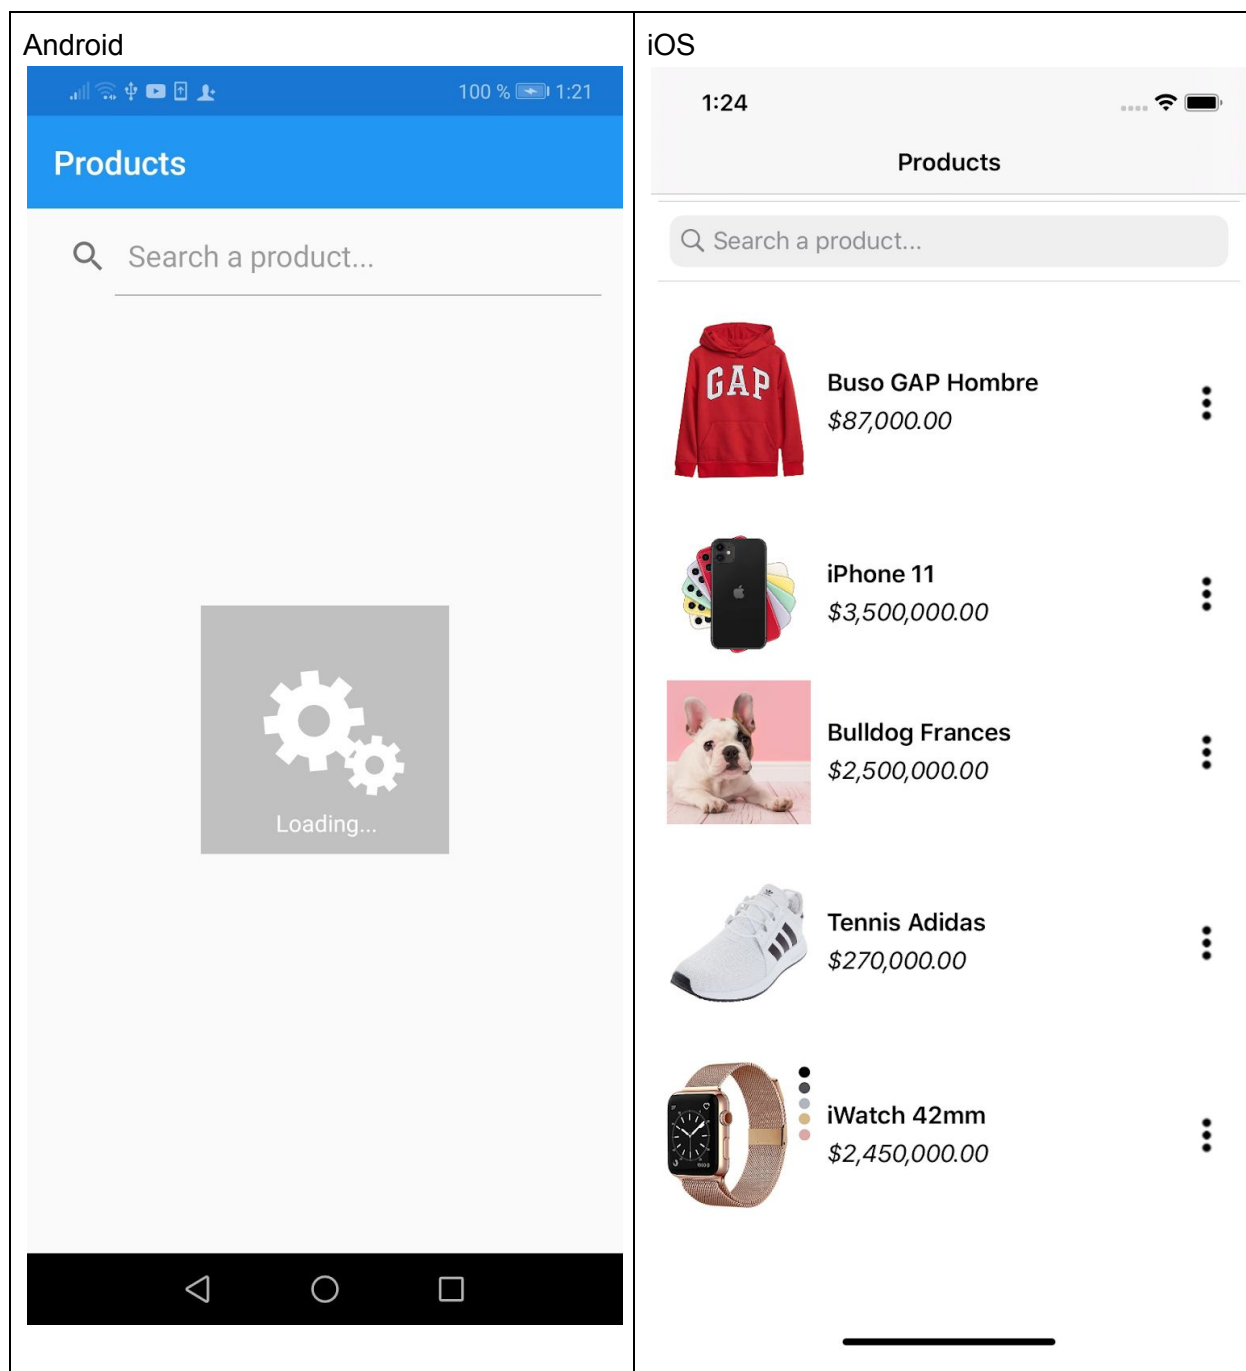 Android
100 % 1:21
Products
Search a product...
Loading...
iOS
1:24
Products
Search a product...
GAP
Buso GAP Hombre
$87,000.00
iPhone 11
$3,500,000.00
Bulldog Frances
$2,500,000.00
Tennis Adidas
$270,000.00
iWatch 42mm
$2,450,000.00